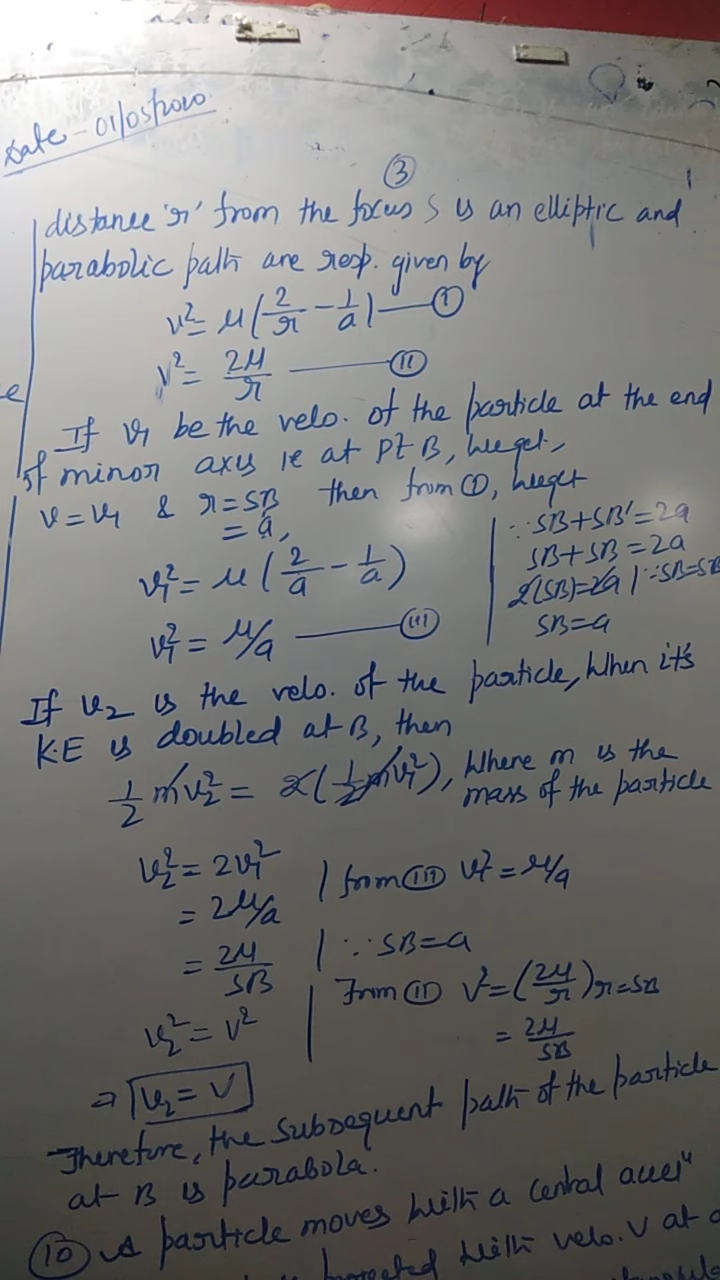 Date - 01/05/2020
③
distance 'r' from the focus S is an elliptic and
parabolic path are resp. given by
v² = μ(2/r - 1/a) — Ⓘ
v² = 2μ/r — ⓘⓘ
If v₁ be the velo. of the particle at the end
of minor axis ie at pt B, we get,
v = v₁ & r = SB then from Ⓘ, we get
= a,
v₁² = μ(2/a - 1/a)
v₁² = μ/a — ⓘⓘⓘ
∵ SB + SB' = 2a
SB + SB = 2a
2(SB) = 2a | ∵ SB = SB
SB = a
If v₂ is the velo. of the particle, when it's
K.E is doubled at B, then
1/2 mv₂² = 2(1/2 mv₁²), where m is the
mass of the particle
v₂² = 2v₁² | from ⓘⓘⓘ v₁² = μ/a
= 2μ/a
= 2μ/SB | ∵ SB = a
v₂² = v² | From ⓘⓘ v² = (2μ/r) r=SB
= 2μ/SB
⇒ v₂ = v
Therefore, the subsequent path of the particle
at B is parabola.
⑩ A particle moves with a central accelⁿ
projected with velo. v at a